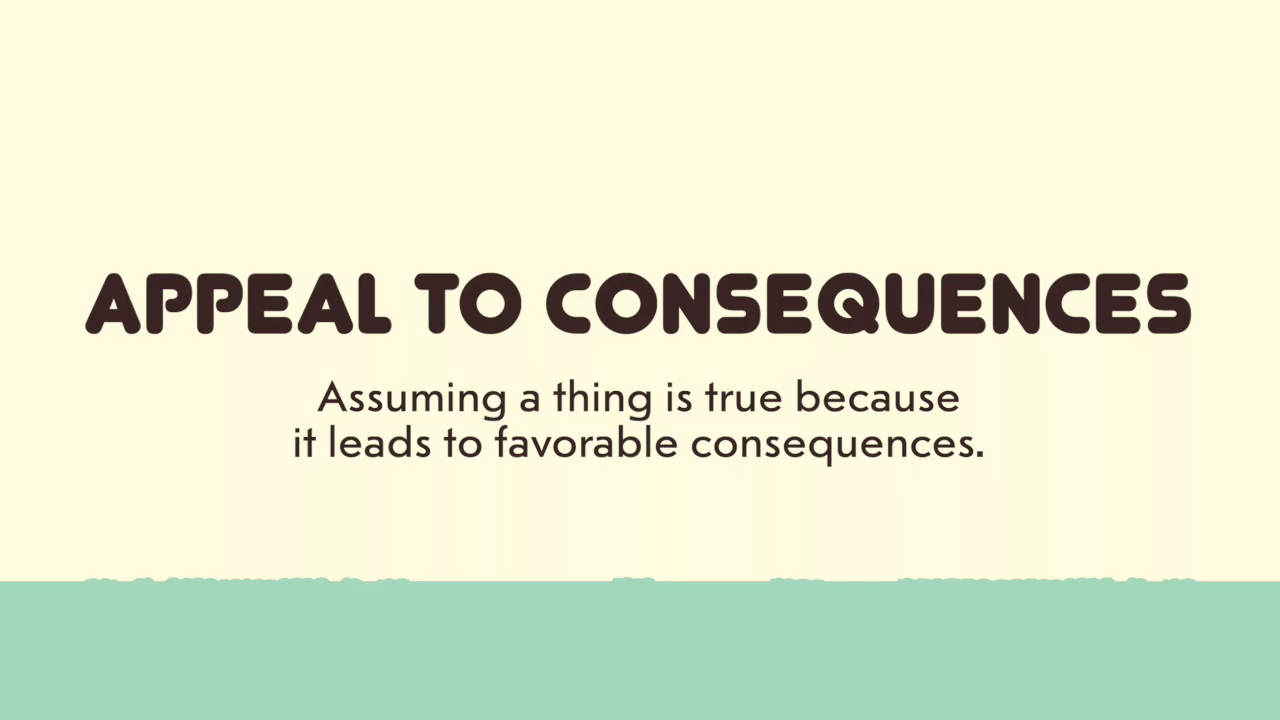 APPEAL TO CONSEQUENCES
Assuming a thing is true because
it leads to favorable consequences.